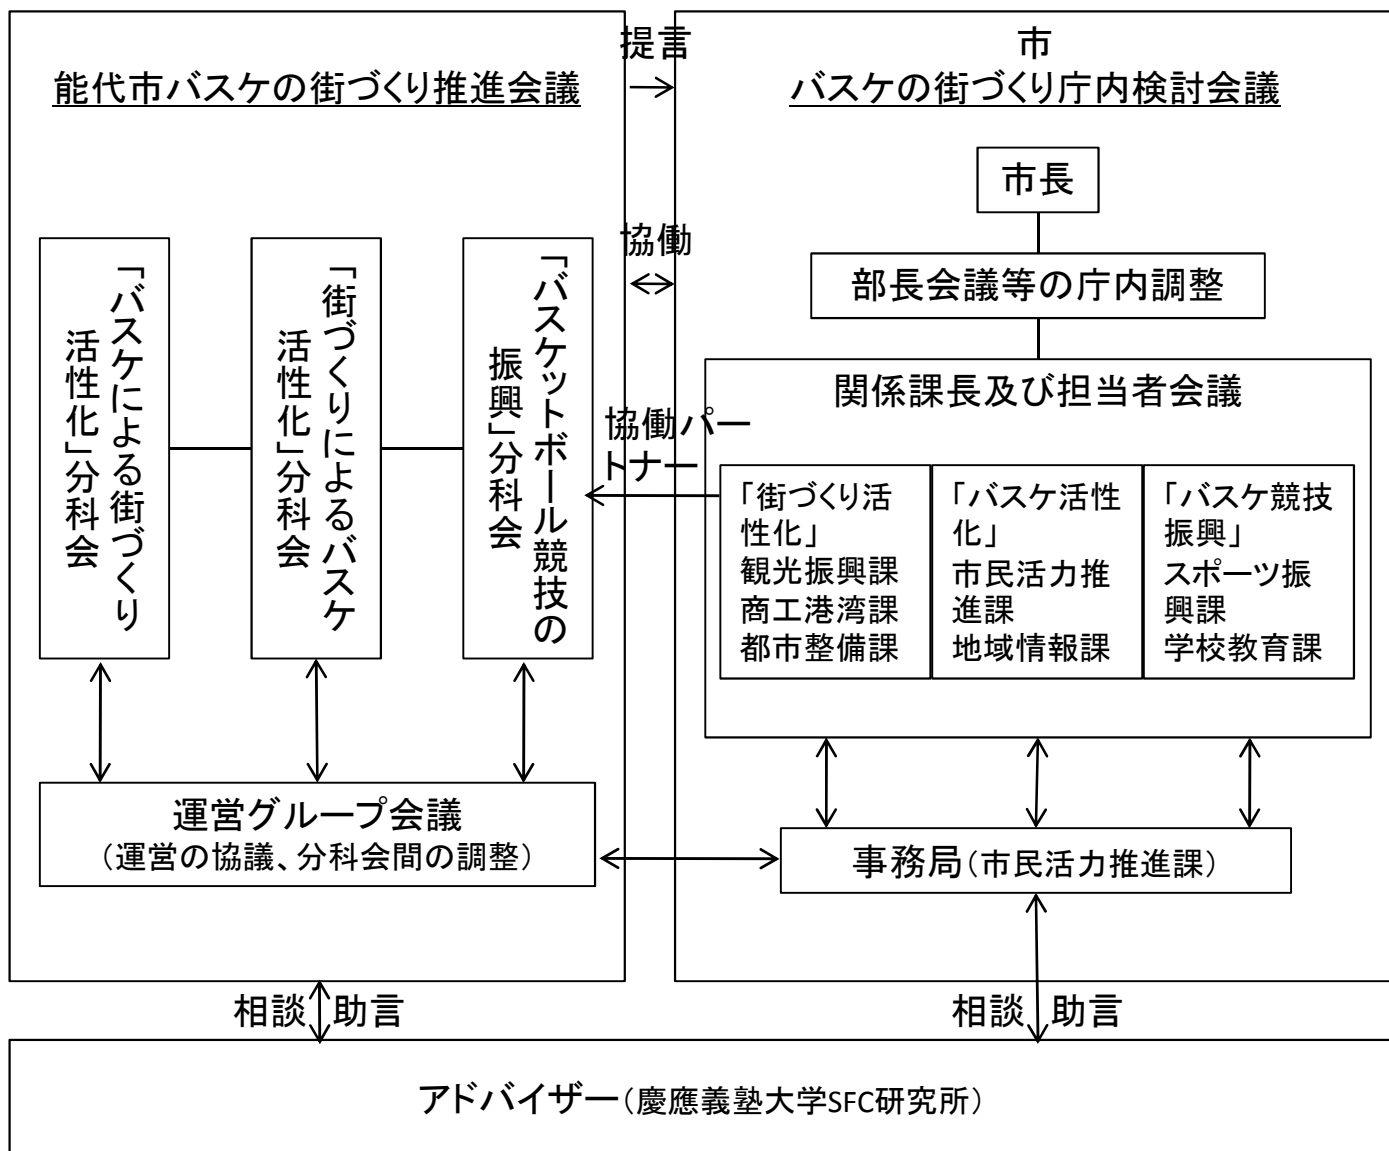 能代市バスケの街づくり推進会議
「バスケによる街づくり
活性化」分科会
「街づくりによるバスケ
活性化」分科会
「バスケットボール競技の
振興」分科会
運営グループ会議
（運営の協議、分科会間の調整）
提言
協働
協働パー
トナー
市
バスケの街づくり庁内検討会議
市長
部長会議等の庁内調整
関係課長及び担当者会議
「街づくり活
性化」
観光振興課
商工港湾課
都市整備課
「バスケ活性
化」
市民活力推
進課
地域情報課
「バスケ競技
振興」
スポーツ振
興課
学校教育課
事務局（市民活力推進課）
相談 助言
相談 助言
アドバイザー（慶應義塾大学SFC研究所）